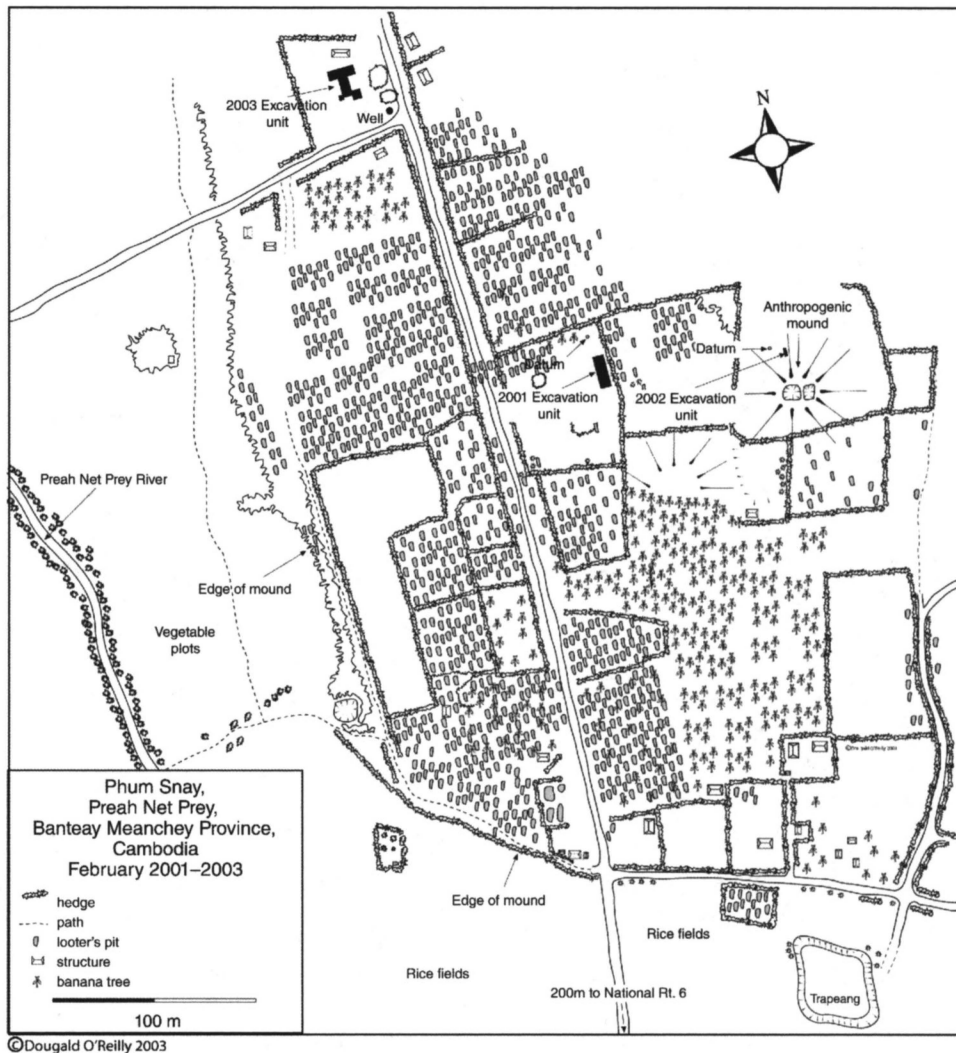 2003 Excavation
unit
Well
N
Anthropogenic
mound
Datum
Datum
2001 Excavation
unit
2002 Excavation
unit
Preah Net Prey River
Edge of mound
Vegetable
plots
Phum Snay,
Preah Net Prey,
Banteay Meanchey Province,
Cambodia
February 2001–2003
hedge
path
looter's pit
structure
banana tree
100 m
Edge of mound
Rice fields
Rice fields
200m to National Rt. 6
Trapeang
©Dougald O'Reilly 2003